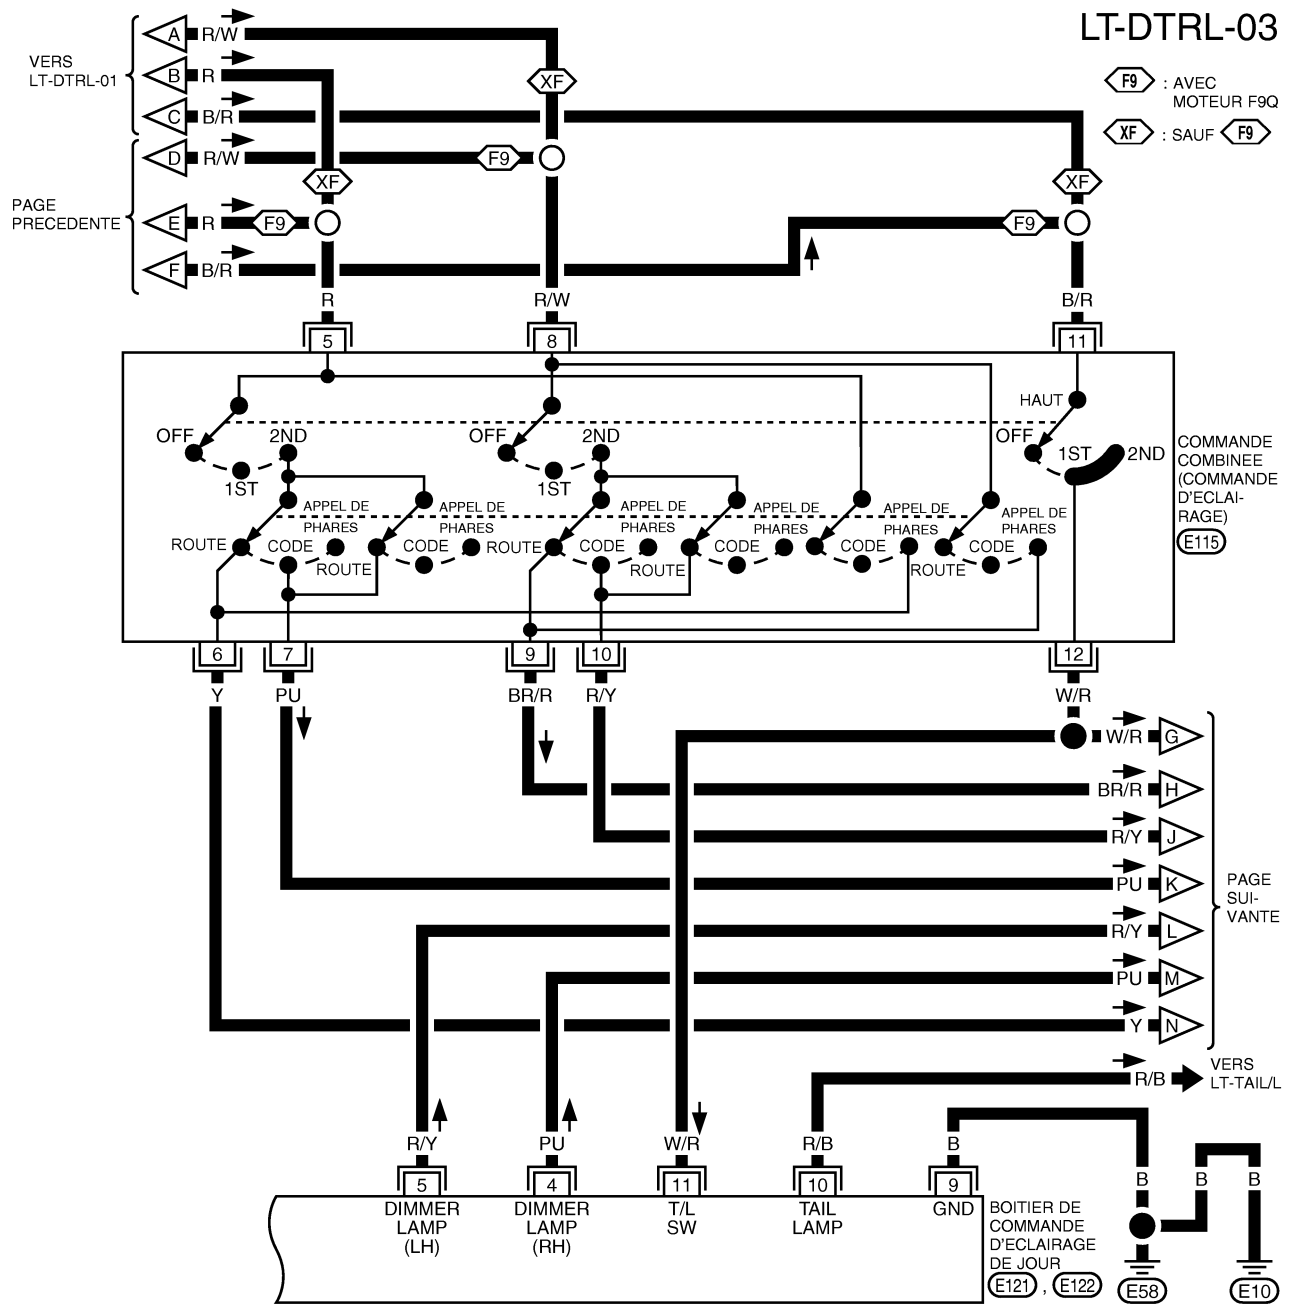 LT-DTRL-03
F9 : AVEC
MOTEUR F9Q
XF : SAUF F9
VERS
LT-DTRL-01
A R/W
B R
C B/R
XF
D R/W
F9
XF
XF
PAGE
PRECEDENTE
E R
F9
F9
F B/R
R
R/W
B/R
5
8
11
HAUT
OFF
2ND
1ST
OFF
2ND
1ST
OFF
1ST
2ND
COMMANDE
COMBINEE
(COMMANDE
D'ECLAI-
RAGE)
E115
APPEL DE
PHARES
APPEL DE
PHARES
APPEL DE
PHARES
APPEL DE
PHARES
APPEL DE
PHARES
APPEL DE
PHARES
ROUTE
CODE
ROUTE
CODE
ROUTE
CODE
ROUTE
CODE
CODE
ROUTE
CODE
6
7
9
10
12
Y
PU
BR/R
R/Y
W/R
W/R G
BR/R H
R/Y J
PU K
R/Y L
PU M
Y N
PAGE
SUI-
VANTE
R/B
VERS
LT-TAIL/L
R/Y
PU
W/R
R/B
B
B
B
B
5
4
11
10
9
DIMMER
LAMP
(LH)
DIMMER
LAMP
(RH)
T/L
SW
TAIL
LAMP
GND
BOITIER DE
COMMANDE
D'ECLAIRAGE
DE JOUR
E121 , E122
E58
E10